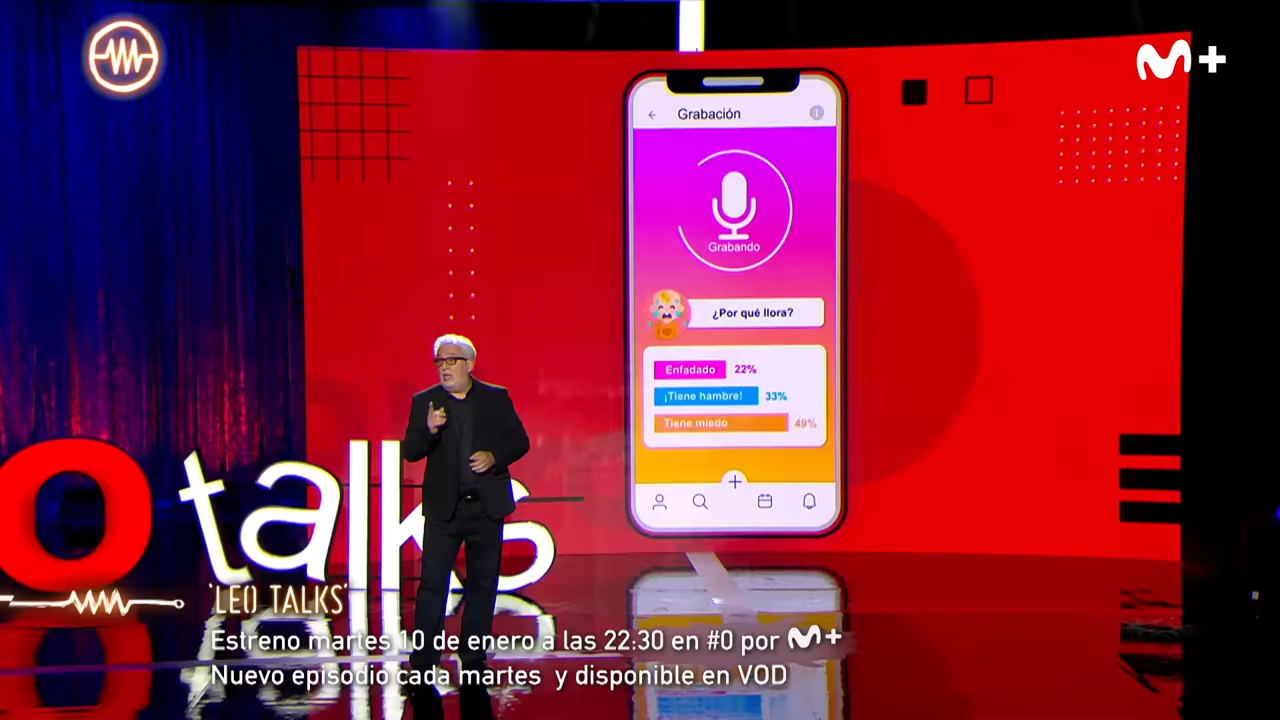 M+
Grabación
Grabando
¿Por qué llora?
Enfadado 22%
¡Tiene hambre! 33%
Tiene miedo 49%
o talks
'LEO TALKS'
Estreno martes 10 de enero a las 22:30 en #0 por M+
Nuevo episodio cada martes y disponible en VOD